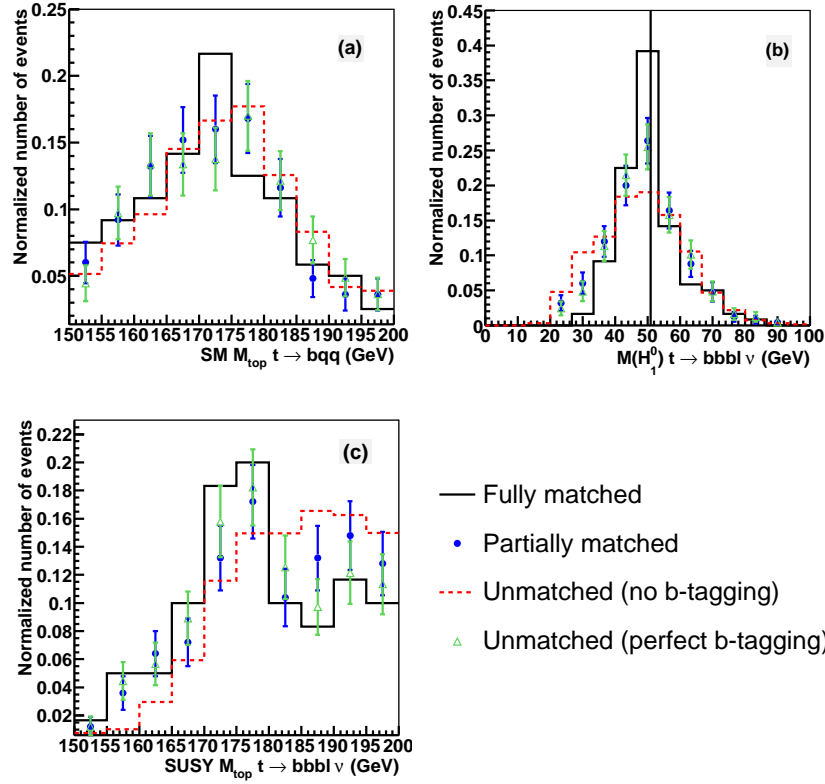 Normalized number of events
0.25
0.2
0.15
0.1
0.05
(a)
150 155 160 165 170 175 180 185 190 195 200
SM M_top t → bqq (GeV)
Normalized number of events
0.45
0.4
0.35
0.3
0.25
0.2
0.15
0.1
0.05
0
(b)
0 10 20 30 40 50 60 70 80 90 100
M(H_1^0) t → bbbl ν (GeV)
Normalized number of events
0.22
0.2
0.18
0.16
0.14
0.12
0.1
0.08
0.06
0.04
0.02
(c)
150 155 160 165 170 175 180 185 190 195 200
SUSY M_top t → bbbl ν (GeV)
Fully matched
Partially matched
Unmatched (no b-tagging)
Unmatched (perfect b-tagging)